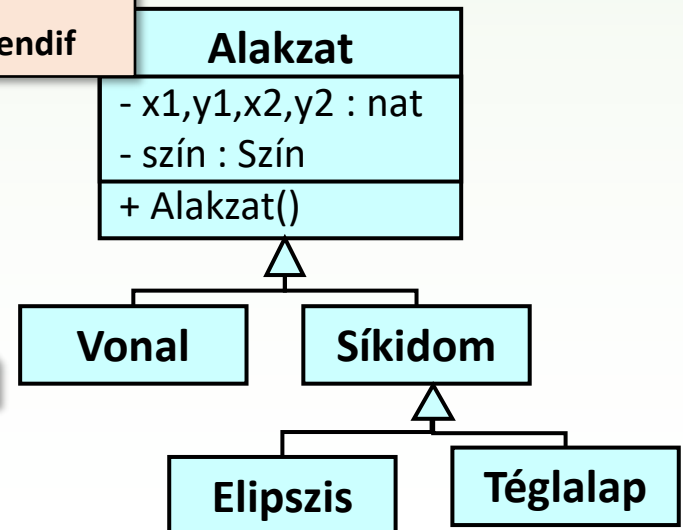 endif
Alakzat
- x1,y1,x2,y2 : nat
- szín : Szín
+ Alakzat()
Vonal
Síkidom
Elipszis
Téglalap